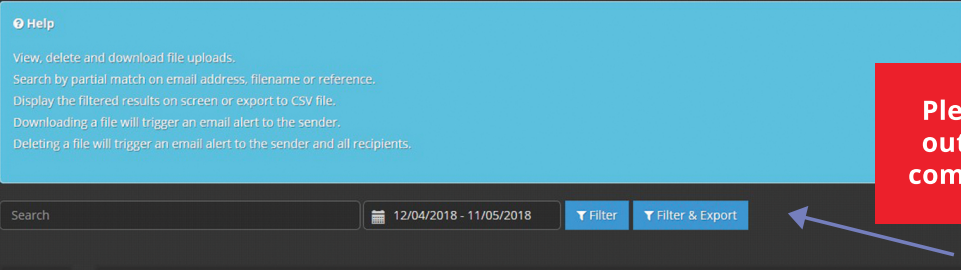 Help
View, delete and download file uploads.
Search by partial match on email address, filename or reference.
Display the filtered results on screen or export to CSV file.
Downloading a file will trigger an email alert to the sender.
Deleting a file will trigger an email alert to the sender and all recipients.
Ple
out
com
Search 12/04/2018 - 11/05/2018 Filter Filter & Export